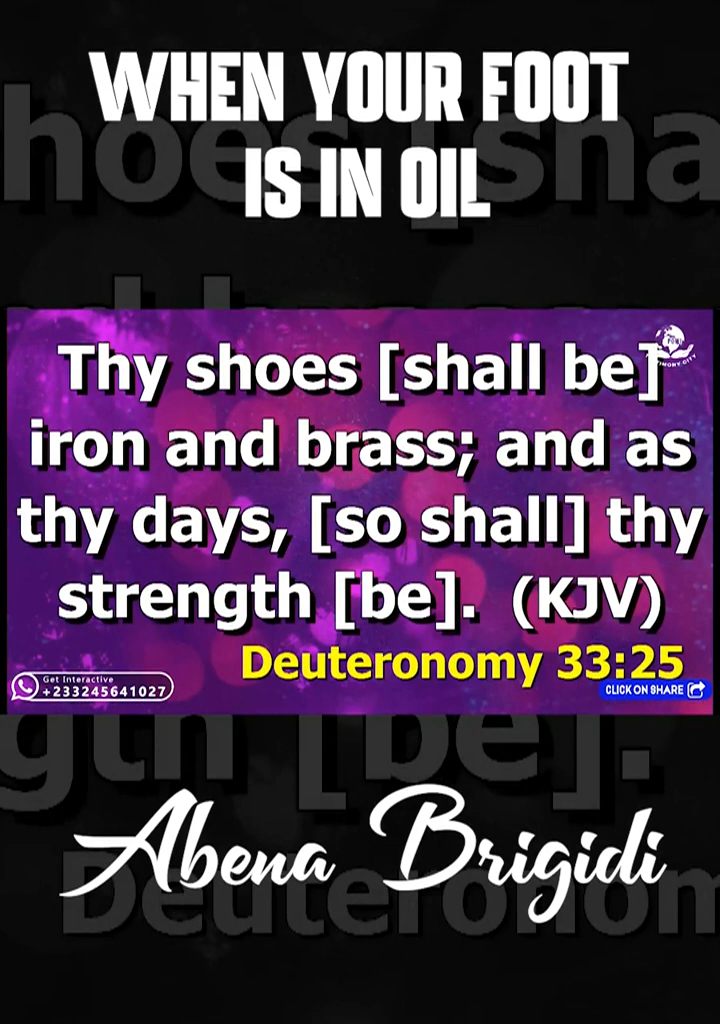 WHEN YOUR FOOT
IS IN OIL
Thy shoes [shall be]
iron and brass; and as
thy days, [so shall] thy
strength [be]. (KJV)
Deuteronomy 33:25
Get Interactive
+233245641027
CLICK ON SHARE
Abena Brigidi